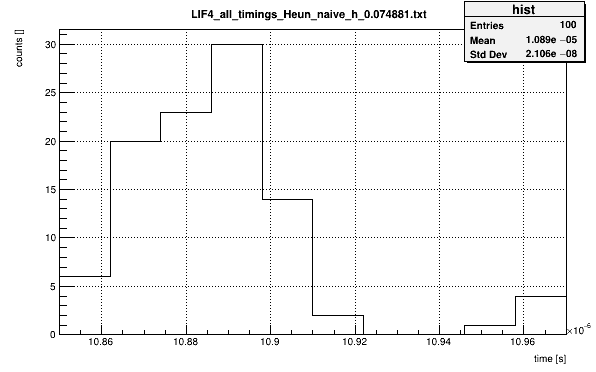 LIF4_all_timings_Heun_naive_h_0.074881.txt
hist
Entries 100
Mean 1.089e −05
Std Dev 2.106e −08
counts []
30
25
20
15
10
5
0
10.86 10.88 10.9 10.92 10.94 10.96
×10⁻⁶
time [s]